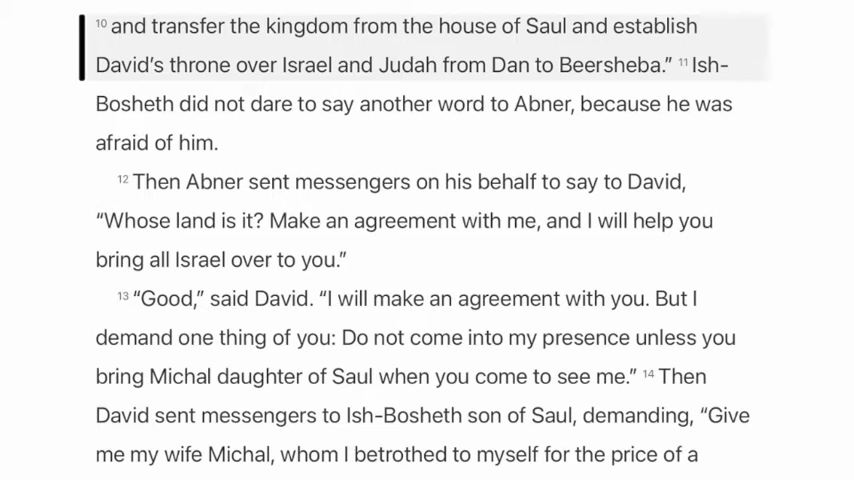 10 and transfer the kingdom from the house of Saul and establish
David’s throne over Israel and Judah from Dan to Beersheba.” 11 Ish-
Bosheth did not dare to say another word to Abner, because he was
afraid of him.
12 Then Abner sent messengers on his behalf to say to David,
“Whose land is it? Make an agreement with me, and I will help you
bring all Israel over to you.”
13 “Good,” said David. “I will make an agreement with you. But I
demand one thing of you: Do not come into my presence unless you
bring Michal daughter of Saul when you come to see me.” 14 Then
David sent messengers to Ish-Bosheth son of Saul, demanding, “Give
me my wife Michal, whom I betrothed to myself for the price of a